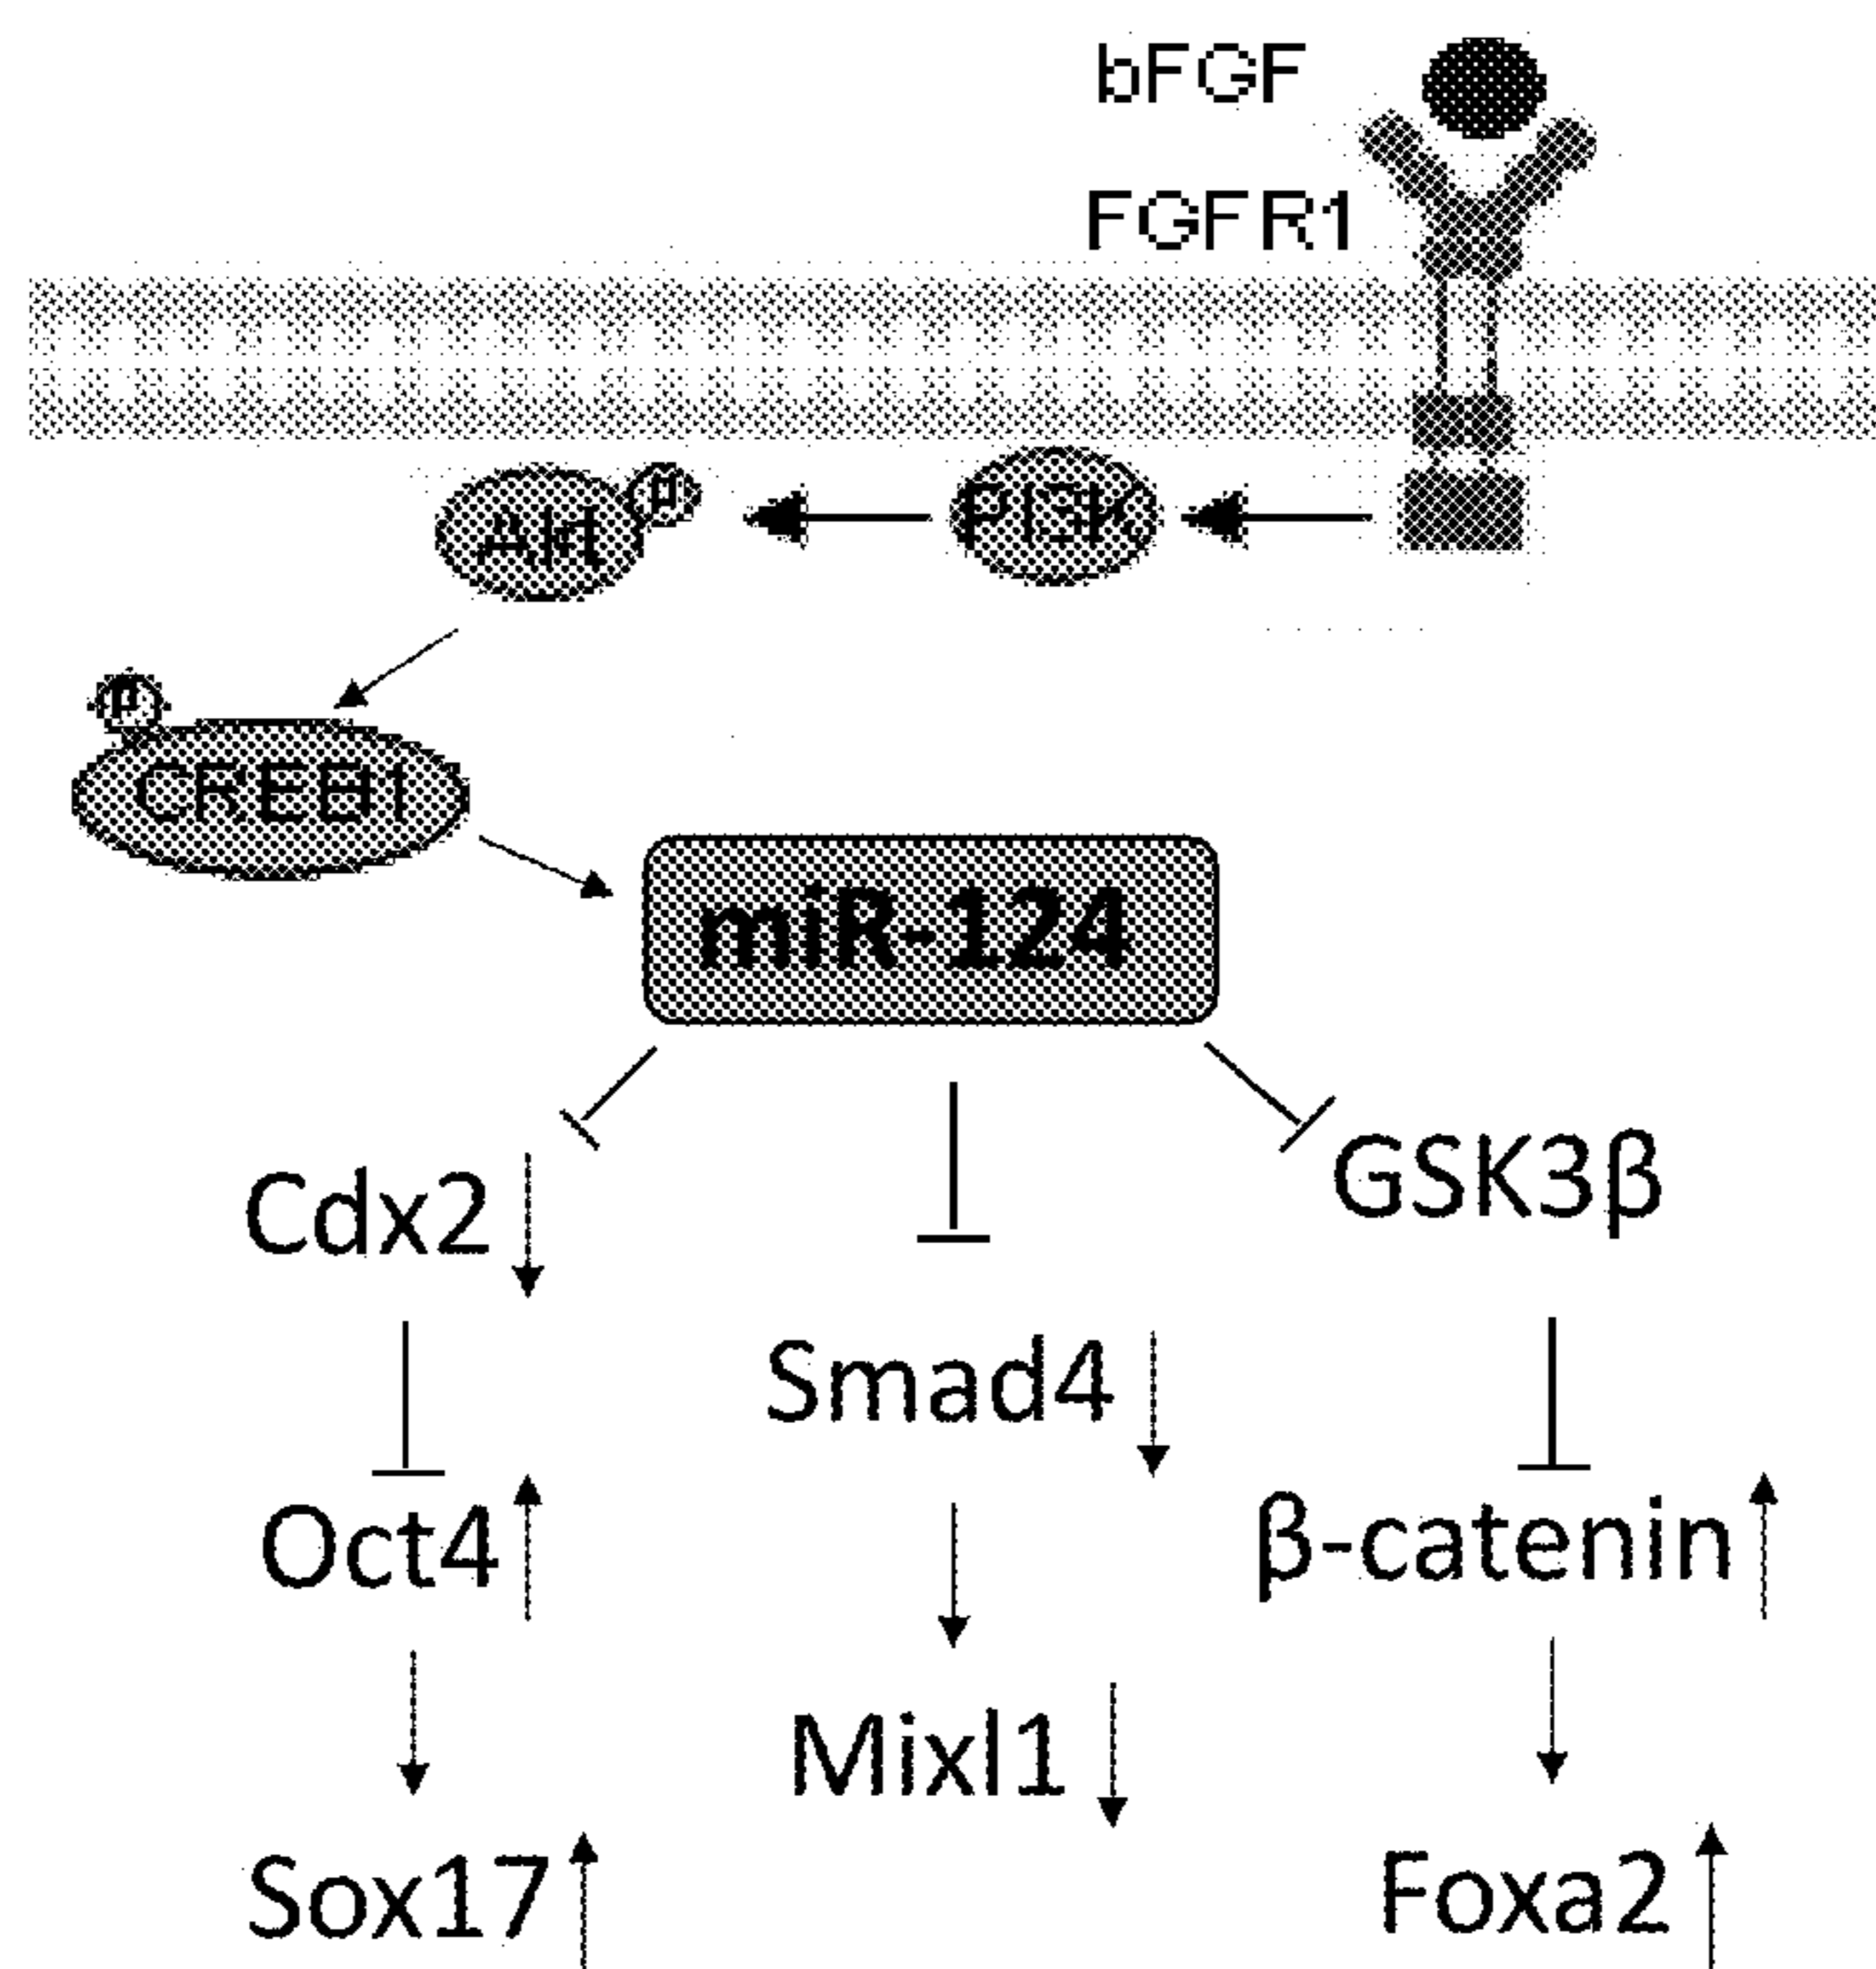 bFGF
FGFR1
Akt
P
PI3K
P
CREB1
miR-124
Cdx2
GSK3β
Smad4
Oct4
β-catenin
Mixl1
Sox17
Foxa2